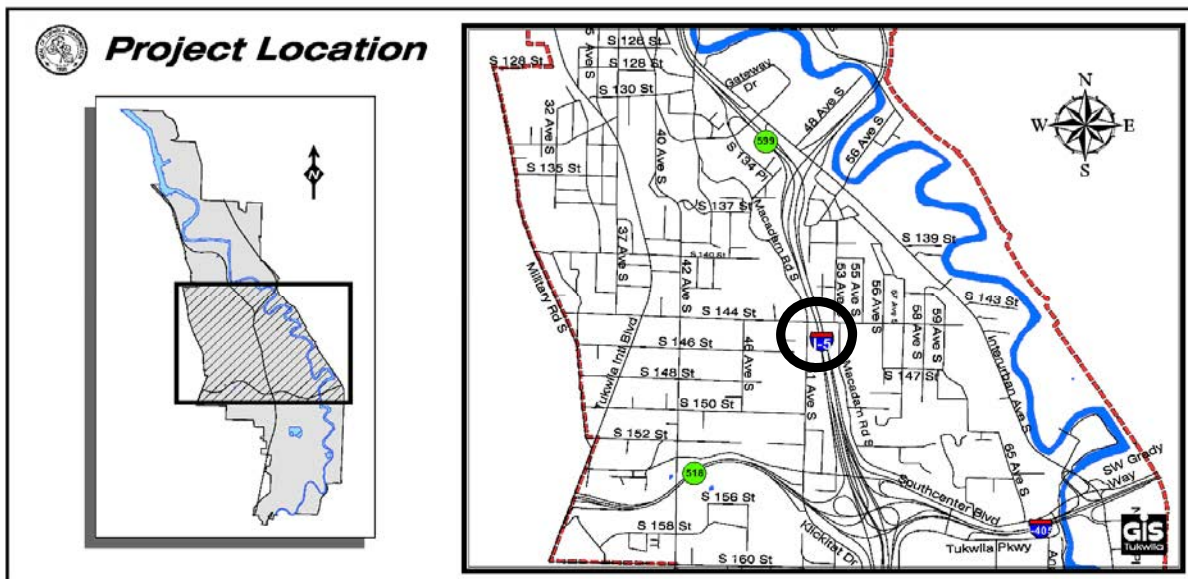 Project Location
N
S 126 St
S 128 St
S 128 St
S 130 St
Gateway Dr
32 Ave S
40 Ave S
48 Ave S
56 Ave S
599
S 134 Pl
S 135 St
S 137 St
Macadam Rd S
37 Ave S
42 Ave S
S 140 St
Military Rd S
S 139 St
53 Ave S
55 Ave S
56 Ave S
57 Ave S
58 Ave S
59 Ave S
S 143 St
S 144 St
I-5
S 146 St
46 Ave S
Tukwila Intl Blvd
S 147 St
S 148 St
Macadam Rd S
Interurban Ave S
S 150 St
S 152 St
65 Ave S
SW Grady Way
518
Southcenter Blvd
S 156 St
S 158 St
Klickitat Dr
I-405
Tukwila Pkwy
S 160 St
N
W
E
S
GIS
Tukwila